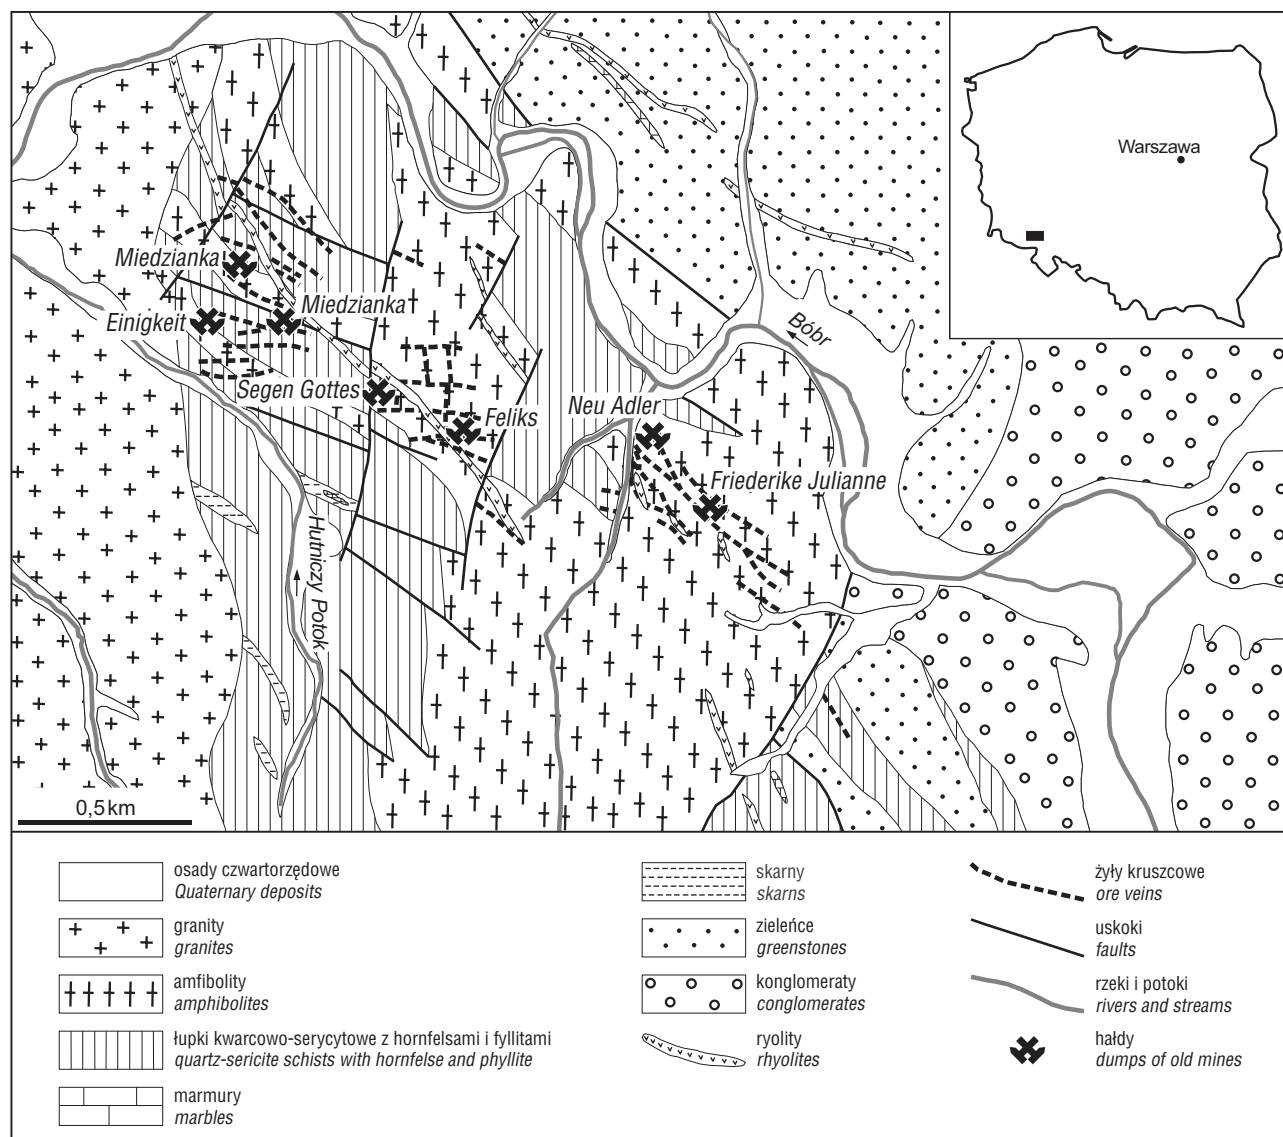 Warszawa
Miedzianka
Miedzianka
Einigkeit
Bóbr
Segen Gottes
Feliks
Neu Adler
Friederike Julianne
Hutniczy Potok
0,5 km
osady czwartorzędowe
Quaternary deposits
granity
granites
amfibolity
amphibolites
łupki kwarcowo-serycytowe z hornfelsami i fyllitami
quartz-sericite schists with hornfelse and phyllite
marmury
marbles
skarny
skarns
zieleńce
greenstones
konglomeraty
conglomerates
ryolity
rhyolites
żyły kruszcowe
ore veins
uskoki
faults
rzeki i potoki
rivers and streams
hałdy
dumps of old mines